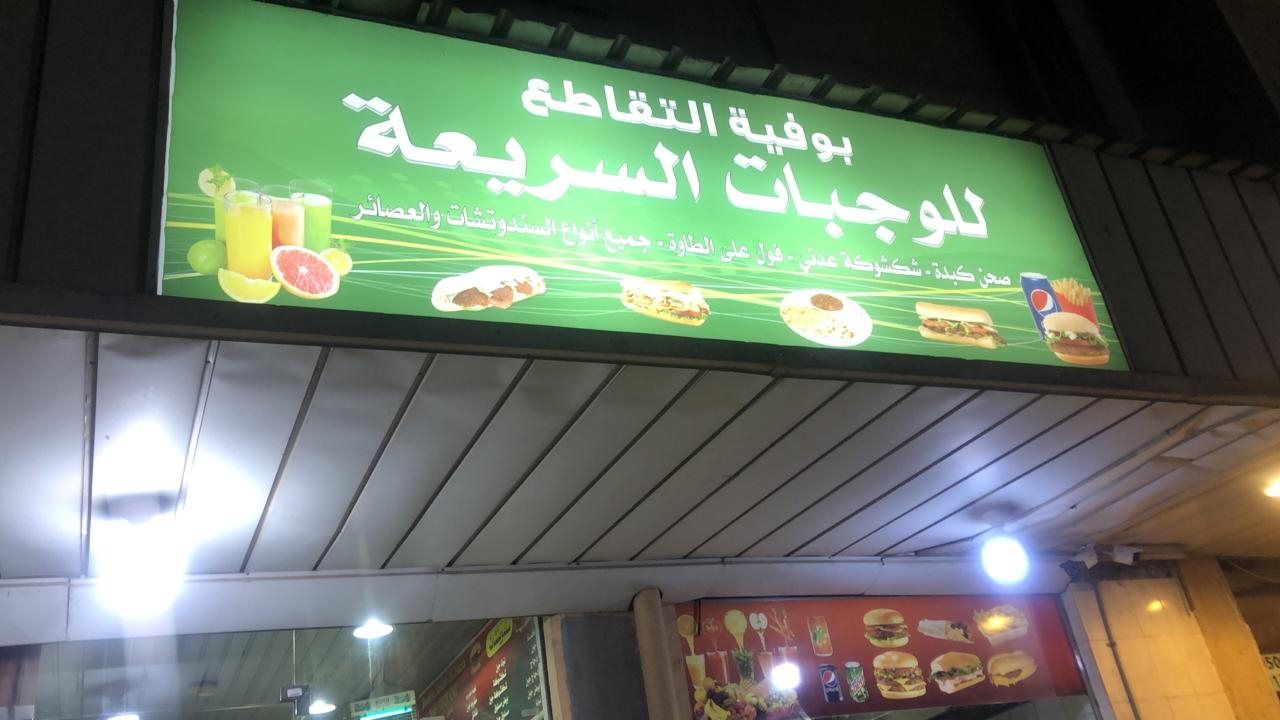 بوفية التقاطع
للوجبات السريعة
صحن كبدة - شكشوكة عدني - فول على الطاوة - جميع أنواع السندوتشات والعصائر